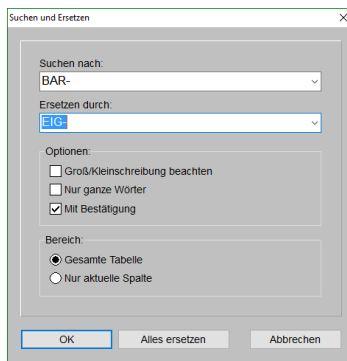 Suchen und Ersetzen
Suchen nach:
BAR-
Ersetzen durch:
EIG-
Optionen:
Groß/Kleinschreibung beachten
Nur ganze Wörter
Mit Bestätigung
Bereich:
Gesamte Tabelle
Nur aktuelle Spalte
OK Alles ersetzen Abbrechen